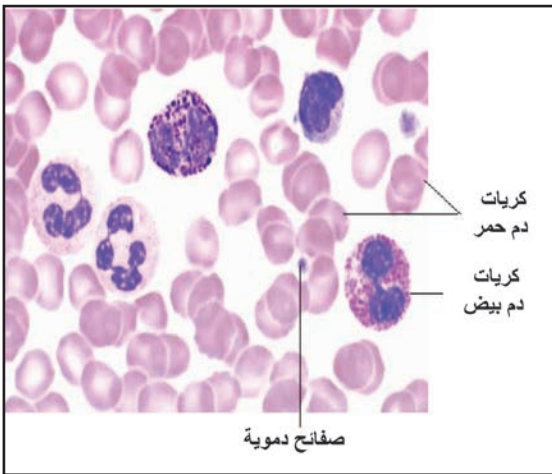 كريات
دم حمر
كريات
دم بيض
صفائح دموية